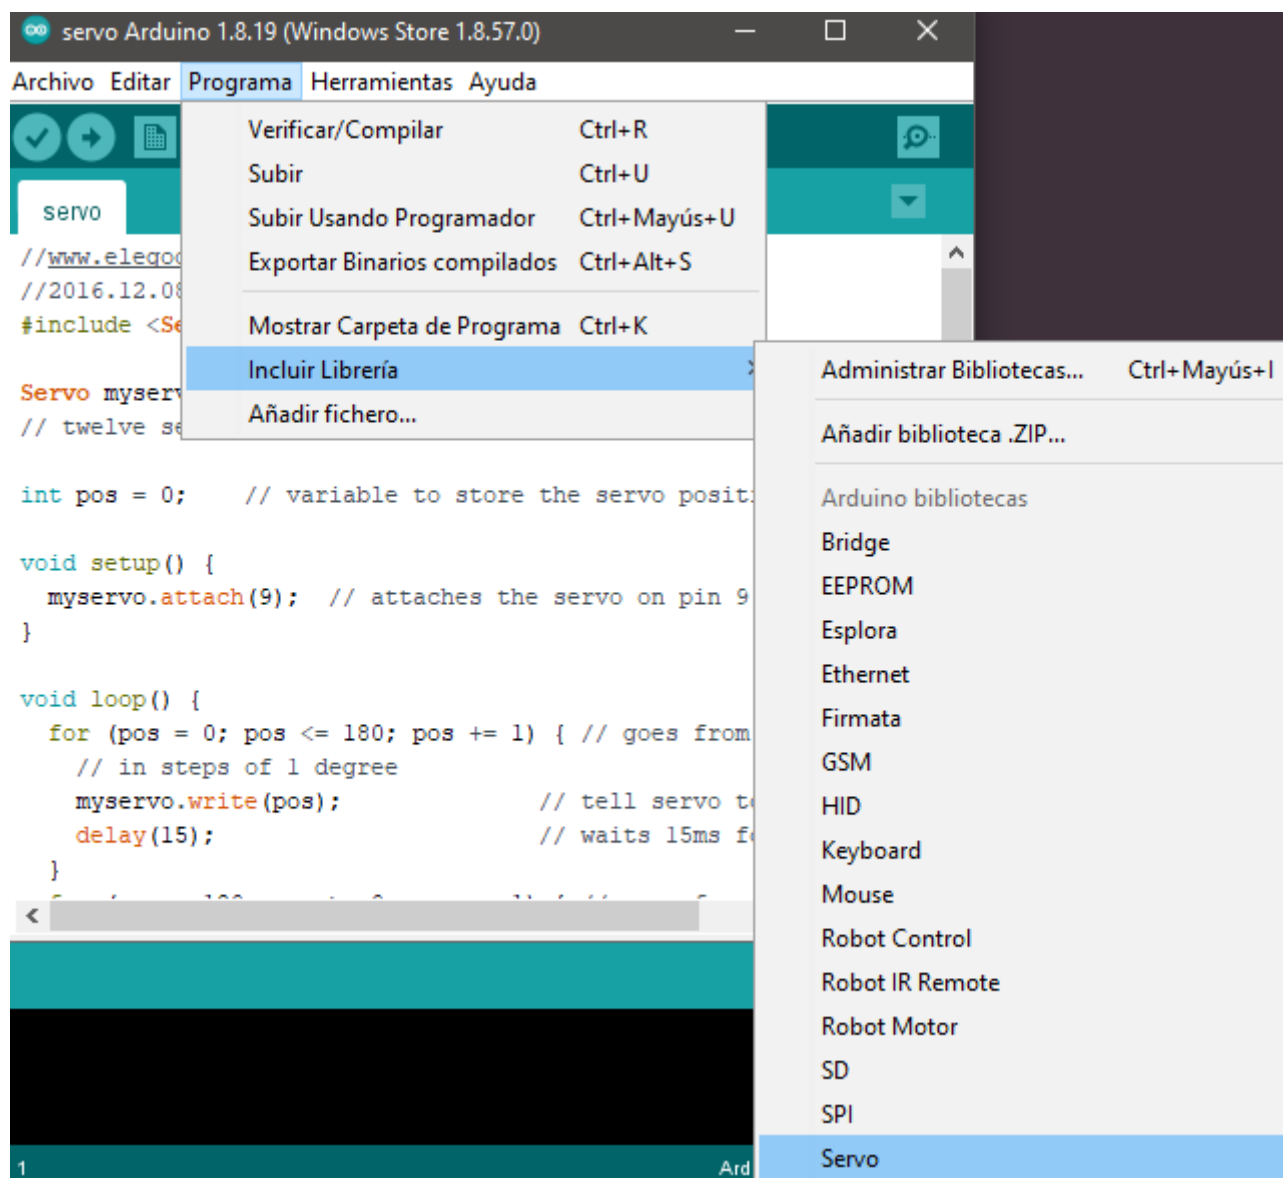 servo Arduino 1.8.19 (Windows Store 1.8.57.0)
Archivo Editar Programa Herramientas Ayuda
Verificar/Compilar Ctrl+R
Subir Ctrl+U
Subir Usando Programador Ctrl+Mayús+U
Exportar Binarios compilados Ctrl+Alt+S
Mostrar Carpeta de Programa Ctrl+K
Incluir Librería
Añadir fichero...
Administrar Bibliotecas... Ctrl+Mayús+I
Añadir biblioteca .ZIP...
Arduino bibliotecas
Bridge
EEPROM
Esplora
Ethernet
Firmata
GSM
HID
Keyboard
Mouse
Robot Control
Robot IR Remote
Robot Motor
SD
SPI
Servo
servo
//www.elegoo
//2016.12.08
#include <Se
Servo myserv
// twelve se
int pos = 0; // variable to store the servo posit
void setup() {
myservo.attach(9); // attaches the servo on pin 9
}
void loop() {
for (pos = 0; pos <= 180; pos += 1) { // goes from
// in steps of 1 degree
myservo.write(pos); // tell servo to
delay(15); // waits 15ms fo
}
1 Ard